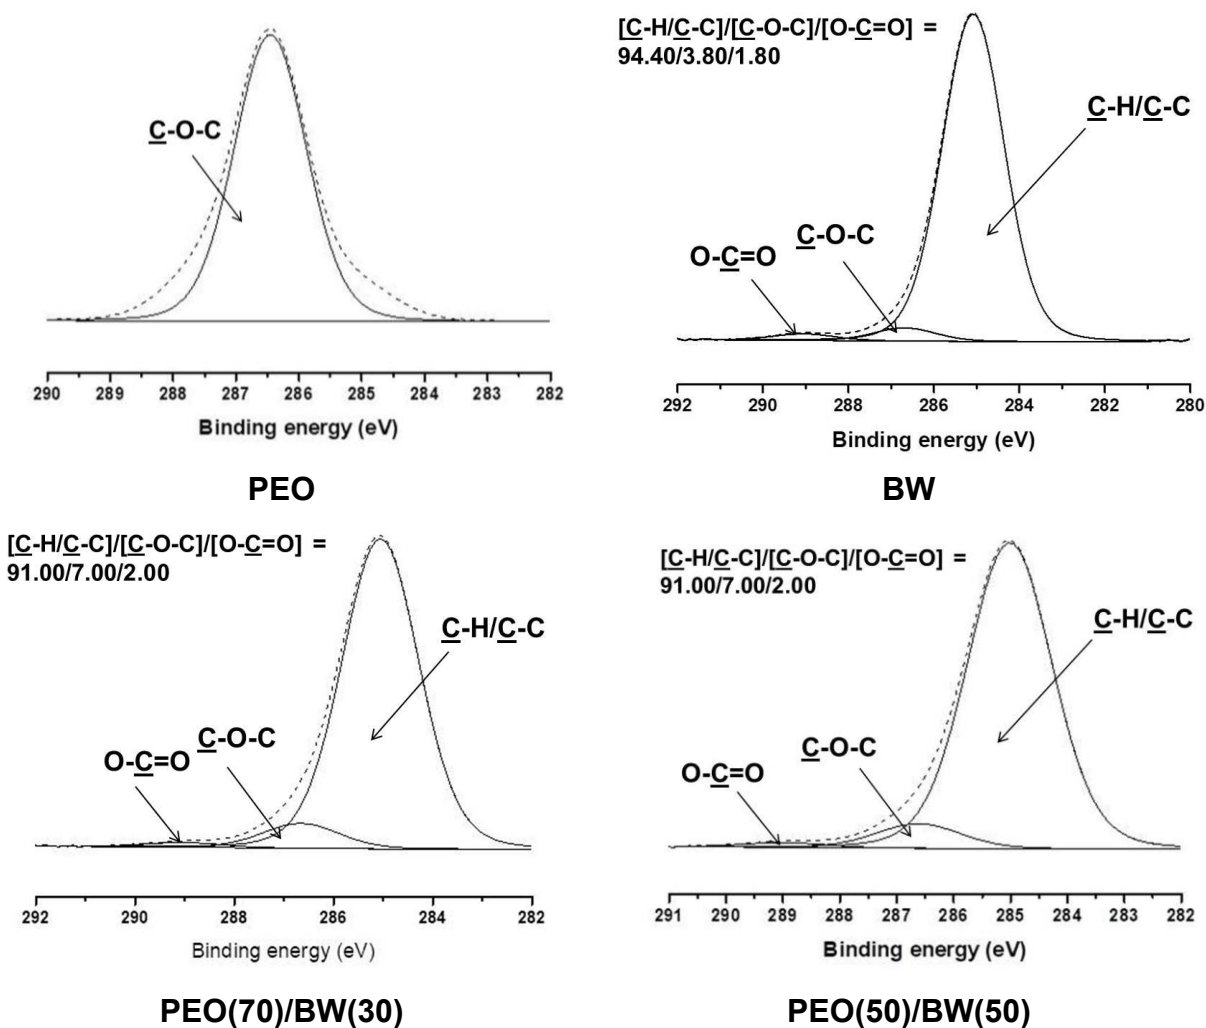 C-O-C
290 289 288 287 286 285 284 283 282
Binding energy (eV)
PEO
[C-H/C-C]/[C-O-C]/[O-C=O] =
94.40/3.80/1.80
C-H/C-C
C-O-C
O-C=O
292 290 288 286 284 282 280
Binding energy (eV)
BW
[C-H/C-C]/[C-O-C]/[O-C=O] =
91.00/7.00/2.00
C-H/C-C
C-O-C
O-C=O
292 290 288 286 284 282
Binding energy (eV)
PEO(70)/BW(30)
[C-H/C-C]/[C-O-C]/[O-C=O] =
91.00/7.00/2.00
C-H/C-C
C-O-C
O-C=O
291 290 289 288 287 286 285 284 283 282
Binding energy (eV)
PEO(50)/BW(50)